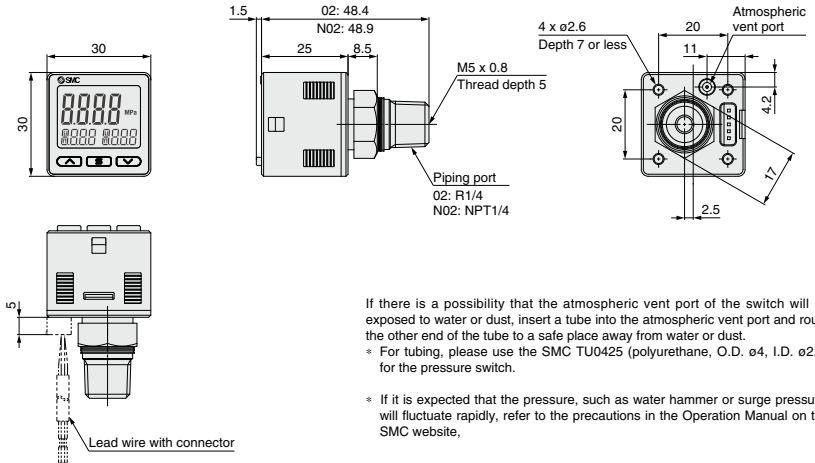 1.5
02: 48.4
N02: 48.9
25
8.5
30
30
SMC
8.8.8.8. MPa
M5 x 0.8
Thread depth 5
Piping port
02: R1/4
N02: NPT1/4
4 x ø2.6
Depth 7 or less
20
11
Atmospheric
vent port
20
4.2
17
2.5
5
Lead wire with connector
If there is a possibility that the atmospheric vent port of the switch will
exposed to water or dust, insert a tube into the atmospheric vent port and rou
the other end of the tube to a safe place away from water or dust.
* For tubing, please use the SMC TU0425 (polyurethane, O.D. ø4, I.D. ø2.
for the pressure switch.
* If it is expected that the pressure, such as water hammer or surge pressu
will fluctuate rapidly, refer to the precautions in the Operation Manual on t
SMC website,